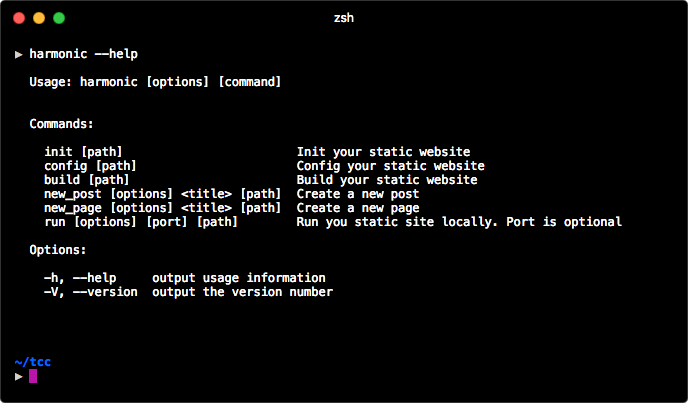 zsh
▶ harmonic --help
Usage: harmonic [options] [command]
Commands:
init [path] Init your static website
config [path] Config your static website
build [path] Build your static website
new_post [options] <title> [path] Create a new post
new_page [options] <title> [path] Create a new page
run [options] [port] [path] Run you static site locally. Port is optional
Options:
-h, --help output usage information
-V, --version output the version number
~/tcc
▶